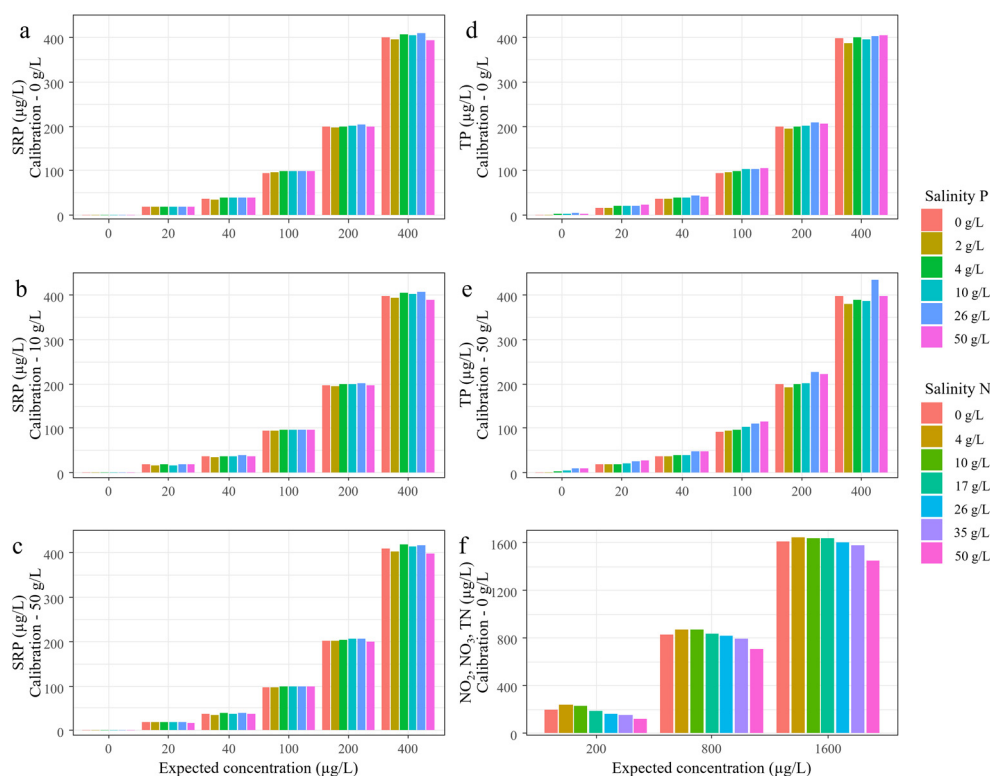 a
SRP (µg/L)
Calibration - 0 g/L
400
300
200
100
0
0 20 40 100 200 400
d
TP (µg/L)
Calibration - 0 g/L
400
300
200
100
0
0 20 40 100 200 400
b
SRP (µg/L)
Calibration - 10 g/L
400
300
200
100
0
0 20 40 100 200 400
e
TP (µg/L)
Calibration - 50 g/L
400
300
200
100
0
0 20 40 100 200 400
c
SRP (µg/L)
Calibration - 50 g/L
400
300
200
100
0
0 20 40 100 200 400
Expected concentration (µg/L)
f
NO₂, NO₃, TN (µg/L)
Calibration - 0 g/L
1600
1200
800
400
0
200 800 1600
Expected concentration (µg/L)
Salinity P
0 g/L
2 g/L
4 g/L
10 g/L
26 g/L
50 g/L
Salinity N
0 g/L
4 g/L
10 g/L
17 g/L
26 g/L
35 g/L
50 g/L